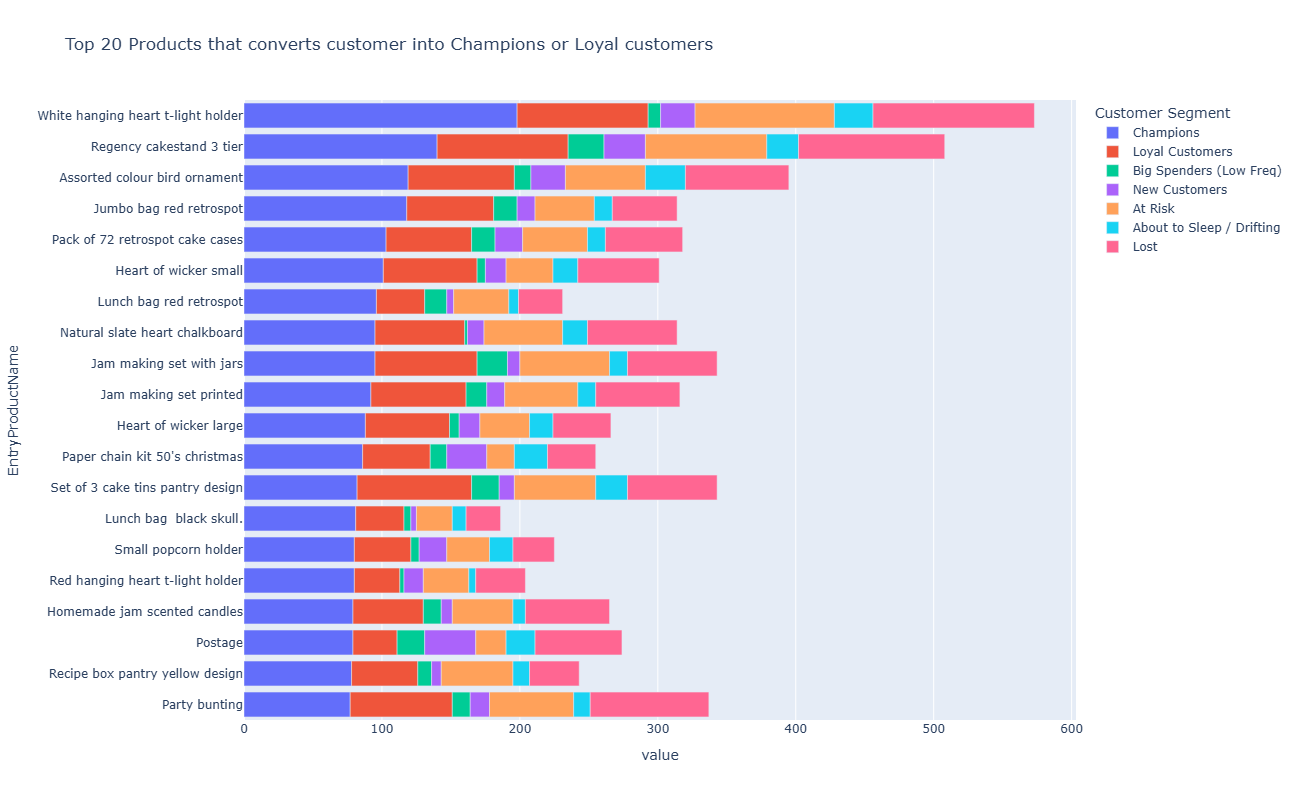 Top 20 Products that converts customer into Champions or Loyal customers
EntryProductName
White hanging heart t-light holder
Regency cakestand 3 tier
Assorted colour bird ornament
Jumbo bag red retrospot
Pack of 72 retrospot cake cases
Heart of wicker small
Lunch bag red retrospot
Natural slate heart chalkboard
Jam making set with jars
Jam making set printed
Heart of wicker large
Paper chain kit 50's christmas
Set of 3 cake tins pantry design
Lunch bag  black skull.
Small popcorn holder
Red hanging heart t-light holder
Homemade jam scented candles
Postage
Recipe box pantry yellow design
Party bunting
0 100 200 300 400 500 600
value
Customer Segment
Champions
Loyal Customers
Big Spenders (Low Freq)
New Customers
At Risk
About to Sleep / Drifting
Lost